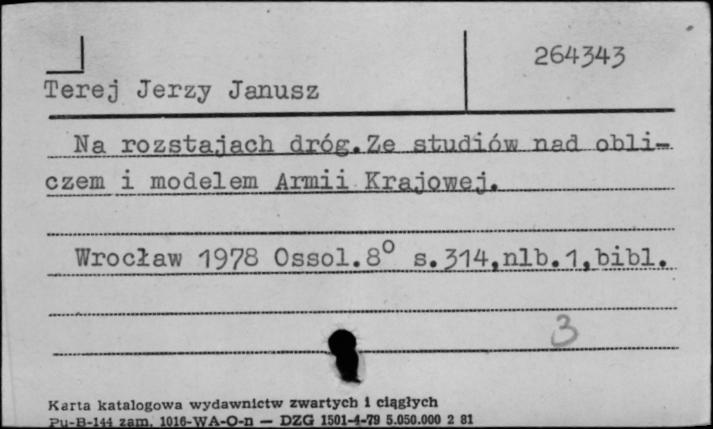 264343
Terej Jerzy Janusz
Na rozstajach dróg.Ze studiów nad obli-
czem i modelem Armii Krajowej.
Wrocław 1978 Ossol.8° s.314,nlb.1,bibl.
3
Karta katalogowa wydawnictw zwartych i ciągłych
Pu-B-144 zam. 1016-WA-O-n — DZG 1501-4-79 5.050.000 2 81